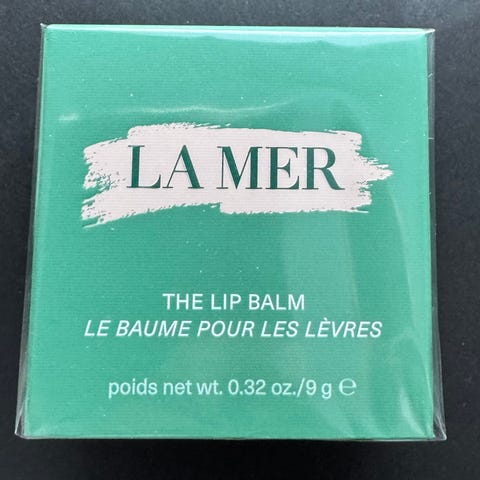 LA MER
THE LIP BALM
LE BAUME POUR LES LÈVRES
poids net wt. 0.32 oz./9 g ℮